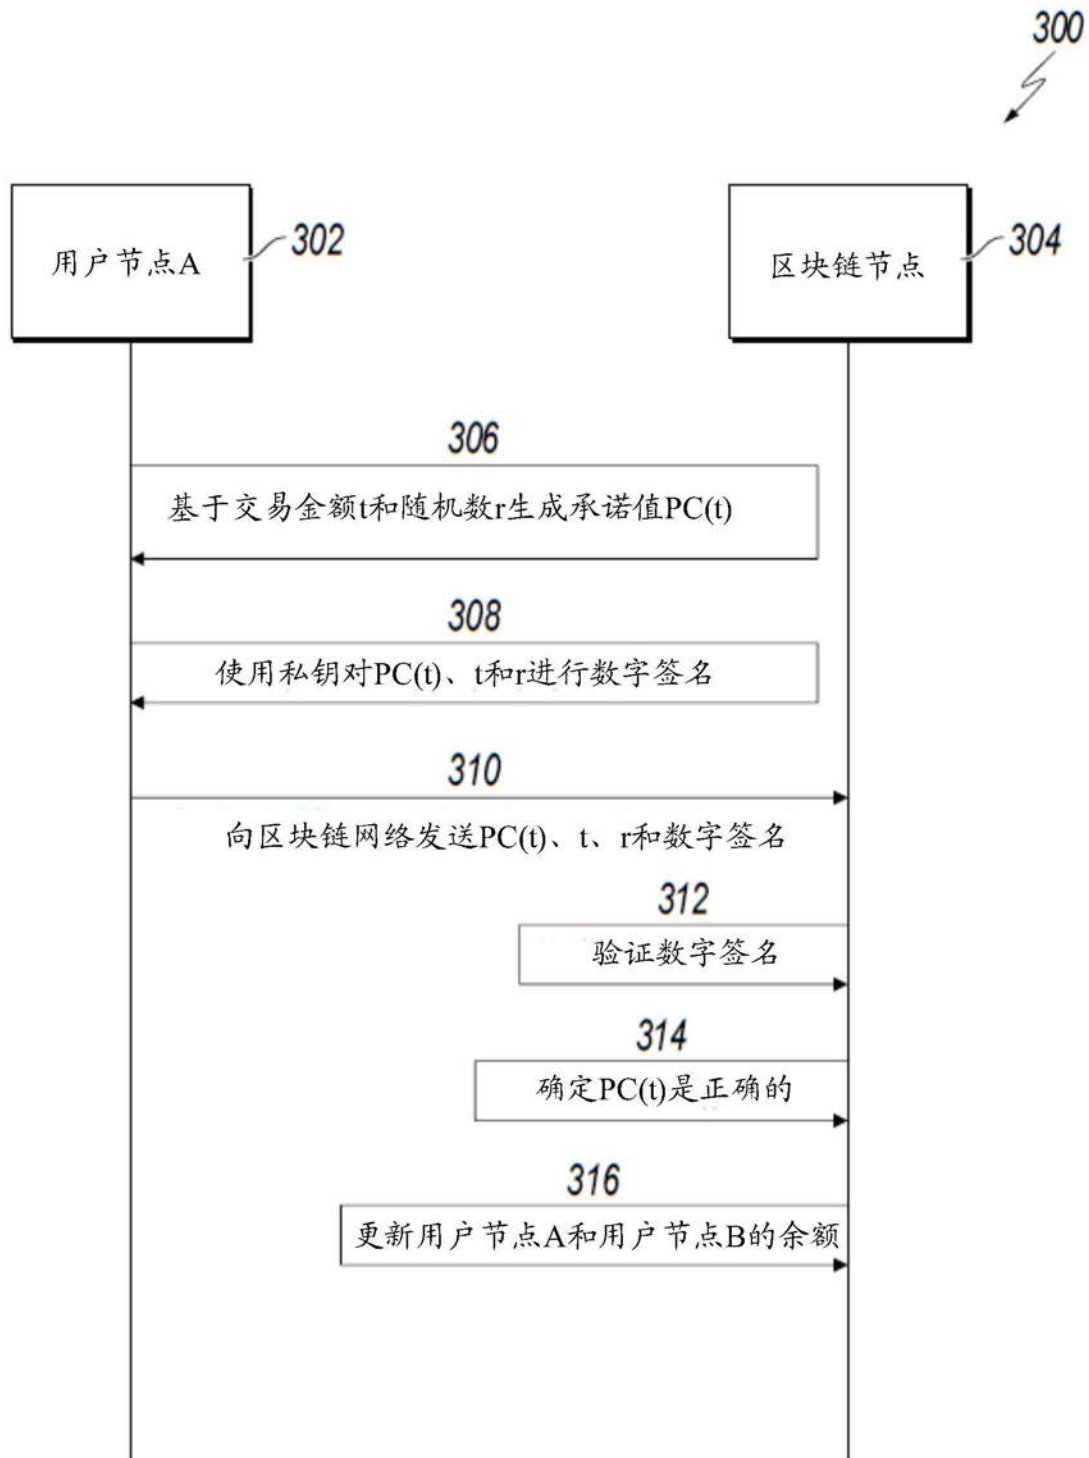 300
用户节点A
302
区块链节点
304
306
基于交易金额t和随机数r生成承诺值PC(t)
308
使用私钥对PC(t)、t和r进行数字签名
310
向区块链网络发送PC(t)、t、r和数字签名
312
验证数字签名
314
确定PC(t)是正确的
316
更新用户节点A和用户节点B的余额